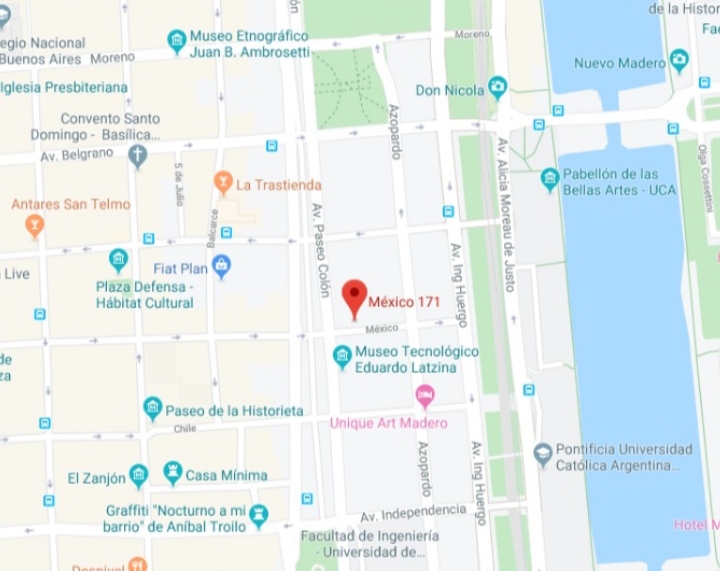 ón
de la Histor
Moreno
Fac
Museo Etnográfico
Juan B. Ambrosetti
egio Nacional
Buenos Aires
Moreno
Nuevo Madero
Iglesia Presbiteriana
Don Nicola
Convento Santo
Domingo - Basílica...
Azopardo
Av. Belgrano
5 de Julio
Av. Alicia Moreau de Justo
Olga Cossettini
La Trastienda
Pabellón de las
Bellas Artes - UCA
Antares San Telmo
Balcarce
Av. Paseo Colón
Av. Ing Huergo
Live
Fiat Plan
Plaza Defensa -
Hábitat Cultural
México 171
México
Museo Tecnológico
Eduardo Latzina
de
za
Paseo de la Historieta
Chile
Unique Art Madero
Azopardo
Av. Ing Huergo
Pontificia Universidad
Católica Argentina...
El Zanjón
Casa Mínima
Graffiti "Nocturno a mi
barrio" de Aníbal Troilo
Av. Independencia
Hotel M
Facultad de Ingeniería
- Universidad de...